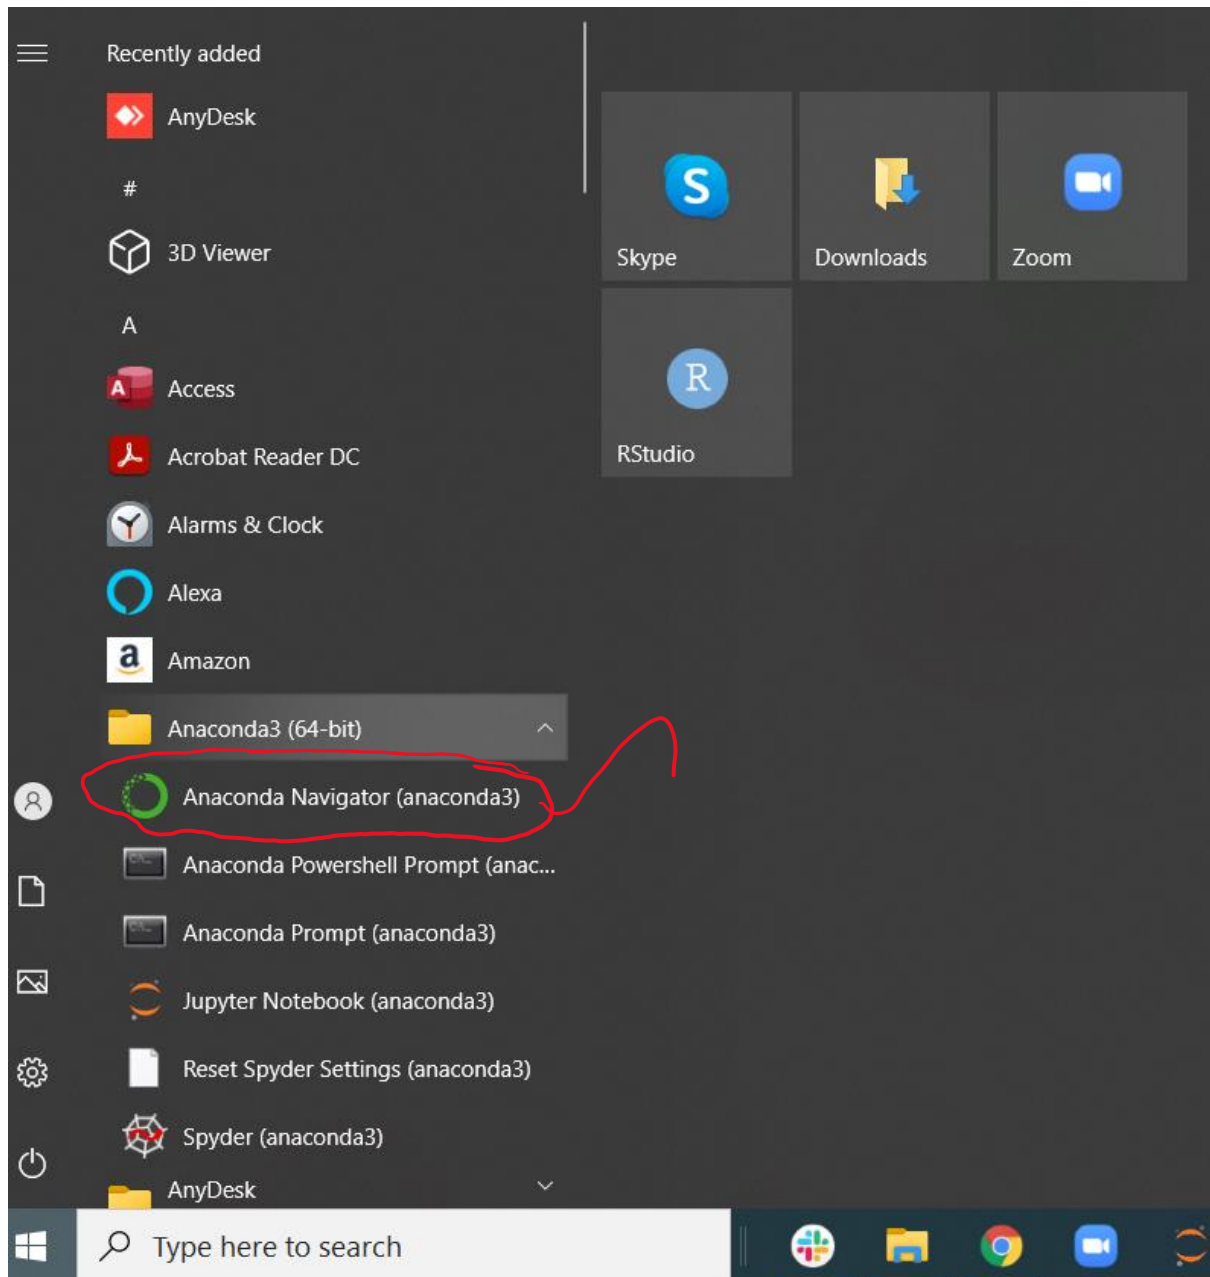 Recently added
AnyDesk
#
3D Viewer
A
Access
Acrobat Reader DC
Alarms & Clock
Alexa
Amazon
Anaconda3 (64-bit)
Anaconda Navigator (anaconda3)
Anaconda Powershell Prompt (anac...
Anaconda Prompt (anaconda3)
Jupyter Notebook (anaconda3)
Reset Spyder Settings (anaconda3)
Spyder (anaconda3)
AnyDesk
Skype
Downloads
Zoom
R
RStudio
Type here to search